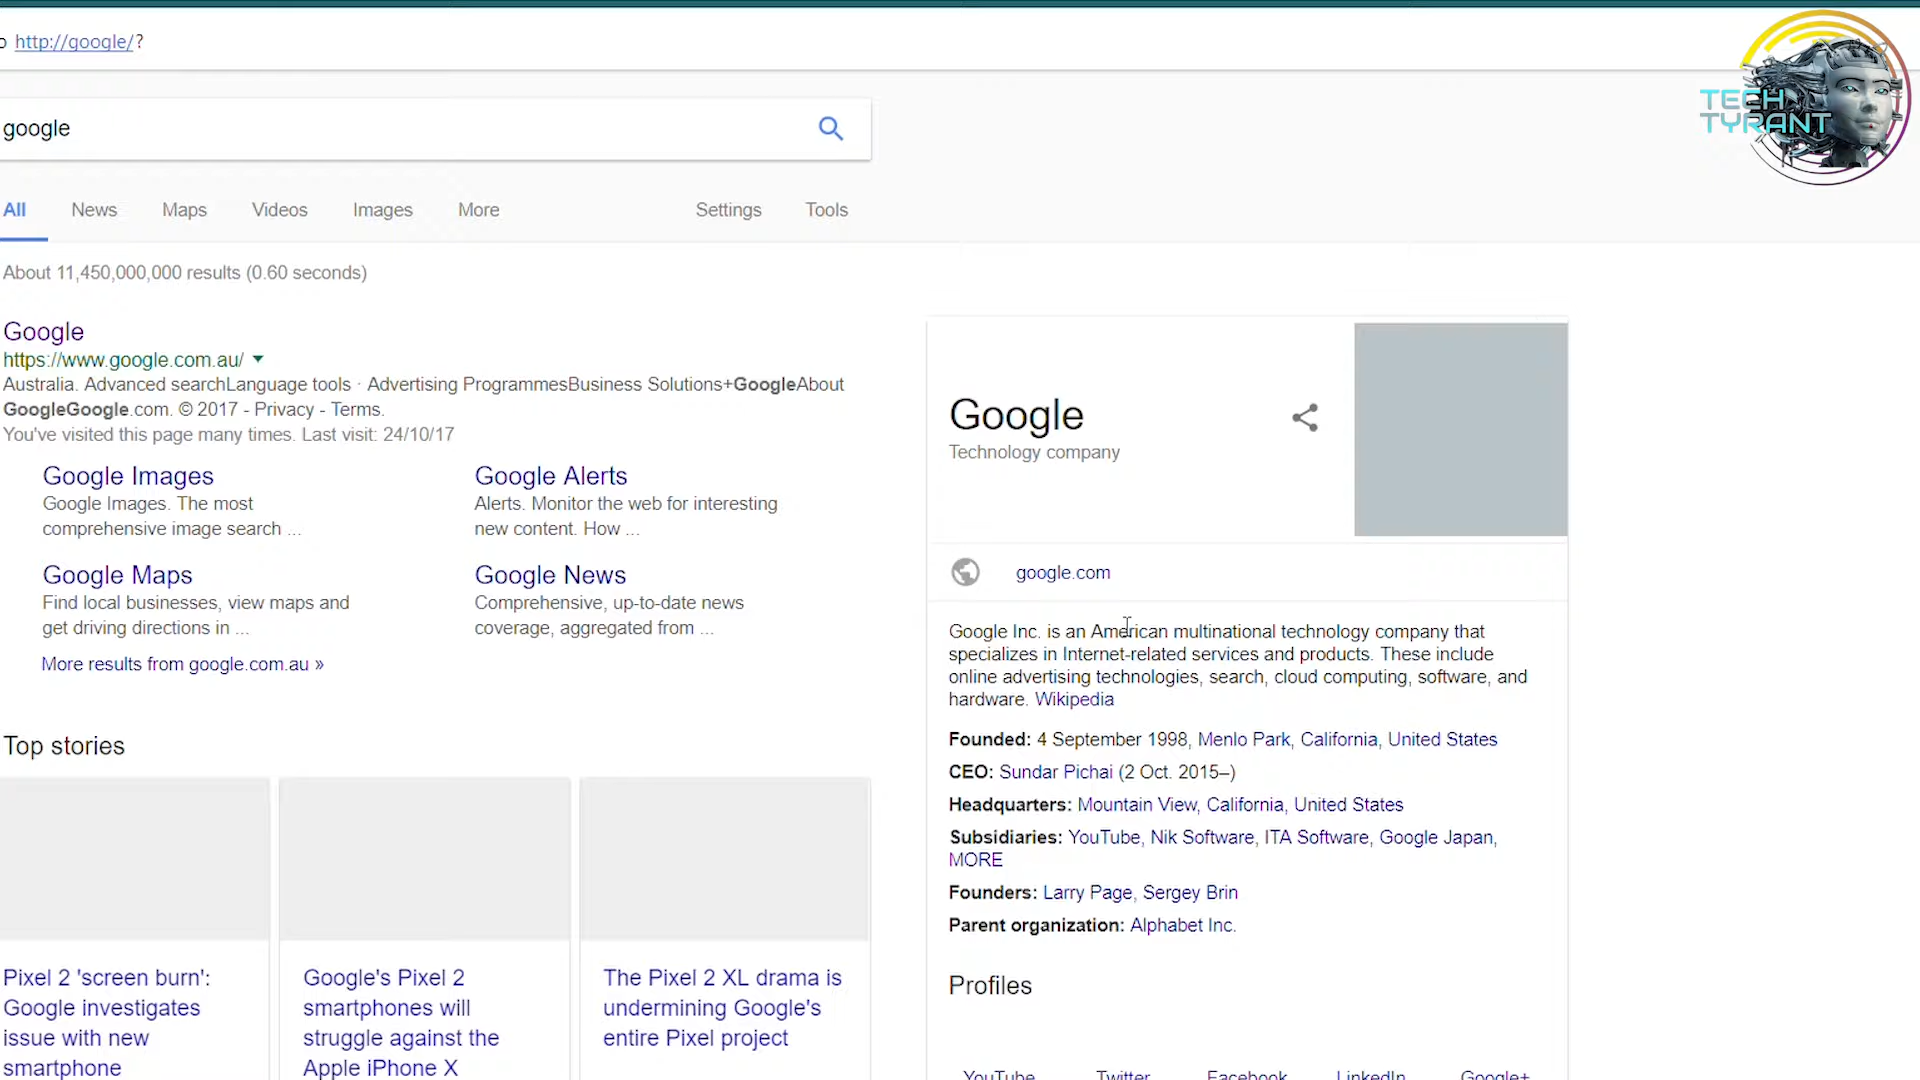 o http://google/?
TECH
TYRANT
google
All News Maps Videos Images More Settings Tools
About 11,450,000,000 results (0.60 seconds)
Google
https://www.google.com.au/
Australia. Advanced searchLanguage tools · Advertising ProgrammesBusiness Solutions+GoogleAbout
GoogleGoogle.com. © 2017 - Privacy - Terms.
You've visited this page many times. Last visit: 24/10/17
Google Images
Google Images. The most
comprehensive image search ...
Google Alerts
Alerts. Monitor the web for interesting
new content. How ...
Google Maps
Find local businesses, view maps and
get driving directions in ...
Google News
Comprehensive, up-to-date news
coverage, aggregated from ...
More results from google.com.au »
Top stories
Pixel 2 'screen burn':
Google investigates
issue with new
smartphone
Google's Pixel 2
smartphones will
struggle against the
Apple iPhone X
The Pixel 2 XL drama is
undermining Google's
entire Pixel project
Google
Technology company
google.com
Google Inc. is an American multinational technology company that
specializes in Internet-related services and products. These include
online advertising technologies, search, cloud computing, software, and
hardware. Wikipedia
Founded: 4 September 1998, Menlo Park, California, United States
CEO: Sundar Pichai (2 Oct. 2015–)
Headquarters: Mountain View, California, United States
Subsidiaries: YouTube, Nik Software, ITA Software, Google Japan,
MORE
Founders: Larry Page, Sergey Brin
Parent organization: Alphabet Inc.
Profiles
YouTube Twitter Facebook LinkedIn Google+